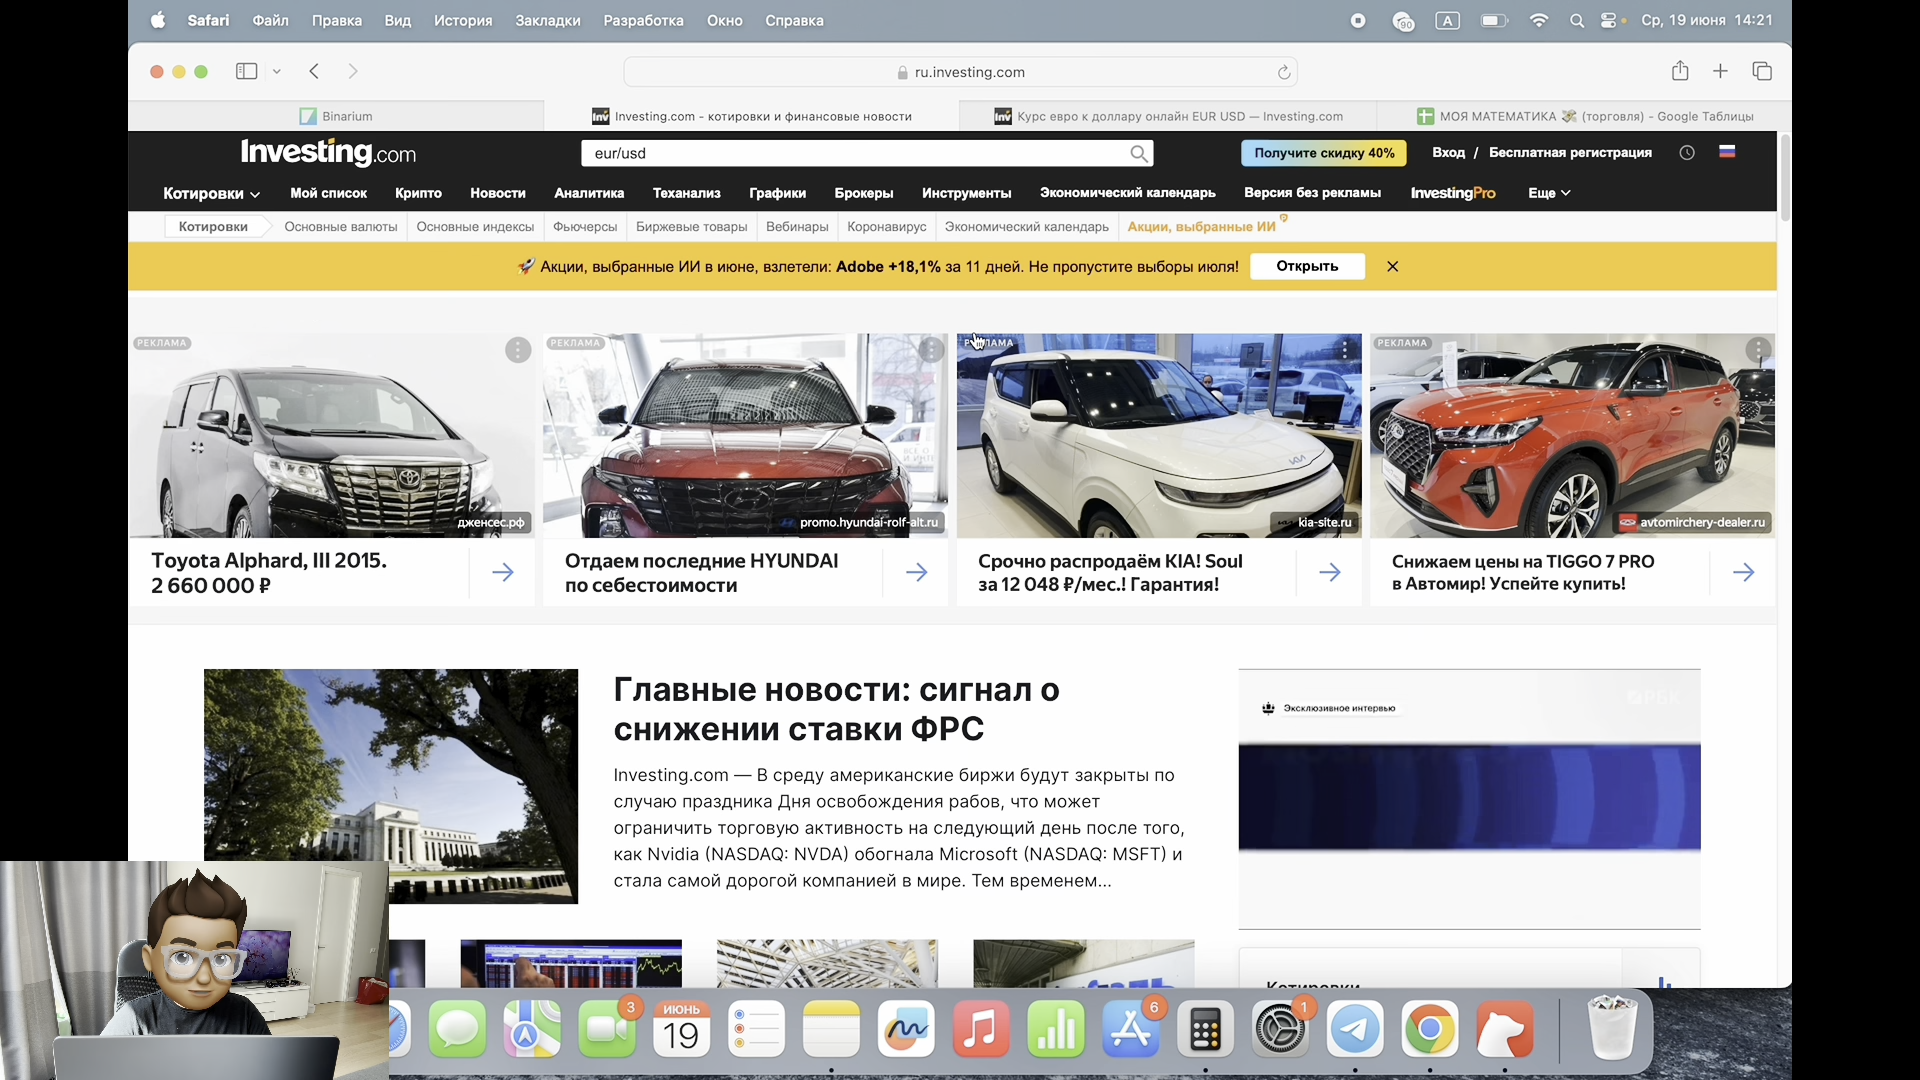 Safari Файл Правка Вид История Закладки Разработка Окно Справка
90 A Ср, 19 июня 14:21
ru.investing.com
Binarium
Investing.com - котировки и финансовые новости
Курс евро к доллару онлайн EUR USD — Investing.com
МОЯ МАТЕМАТИКА 💸 (торговля) - Google Таблицы
Investing.com
eur/usd
Получите скидку 40%
Вход / Бесплатная регистрация
Котировки Мой список Крипто Новости Аналитика Теханализ Графики Брокеры Инструменты Экономический календарь Версия без рекламы InvestingPro Еще
Котировки Основные валюты Основные индексы Фьючерсы Биржевые товары Вебинары Коронавирус Экономический календарь Акции, выбранные ИИ
🚀 Акции, выбранные ИИ в июне, взлетели: Adobe +18,1% за 11 дней. Не пропустите выборы июля! Открыть
РЕКЛАМА
дженсес.рф
Toyota Alphard, III 2015.
2 660 000 ₽
РЕКЛАМА
promo.hyundai-rolf-alt.ru
Отдаем последние HYUNDAI
по себестоимости
kia-site.ru
Срочно распродаём KIA! Soul
за 12 048 ₽/мес.! Гарантия!
РЕКЛАМА
avtomirchery-dealer.ru
Снижаем цены на TIGGO 7 PRO
в Автомир! Успейте купить!
Главные новости: сигнал о
снижении ставки ФРС
Investing.com — В среду американские биржи будут закрыты по
случаю праздника Дня освобождения рабов, что может
ограничить торговую активность на следующий день после того,
как Nvidia (NASDAQ: NVDA) обогнала Microsoft (NASDAQ: MSFT) и
стала самой дорогой компанией в мире. Тем временем...
РБК
Эксклюзивное интервью
Котировки
3
ИЮНЬ
19
6
1